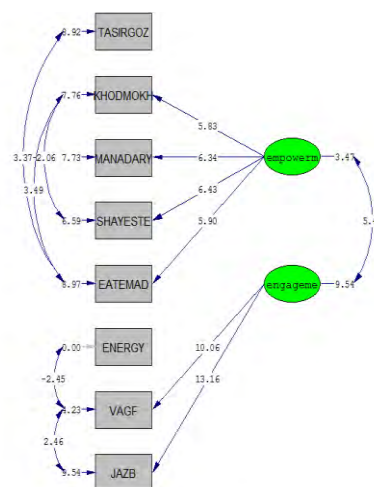 8.92 TASIRGOZ
7.76 KHODMOKH
5.83
3.37 -2.06 7.73 MANADARY 6.34 empowerm 3.47
3.49
6.43
6.59 SHAYESTE
5.90
8.97 EATEMAD
engageme 9.54
0.00 ENERGY
10.06
-2.45
13.16
4.23 VAGF
2.46
9.54 JAZB